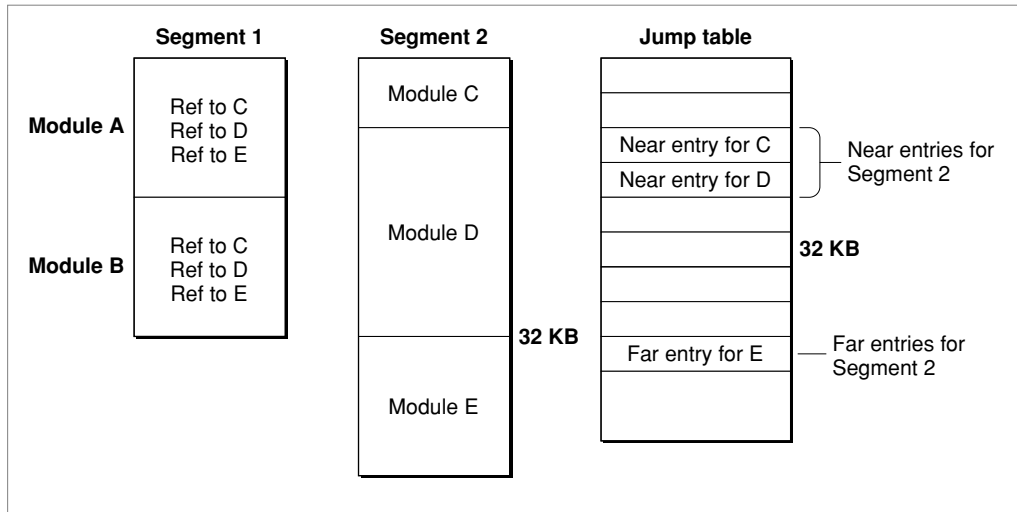 Segment 1
Segment 2
Jump table
Module A
Ref to C
Ref to D
Ref to E
Module B
Ref to C
Ref to D
Ref to E
Module C
Module D
32 KB
Module E
Near entry for C
Near entry for D
Near entries for
Segment 2
32 KB
Far entry for E
Far entries for
Segment 2